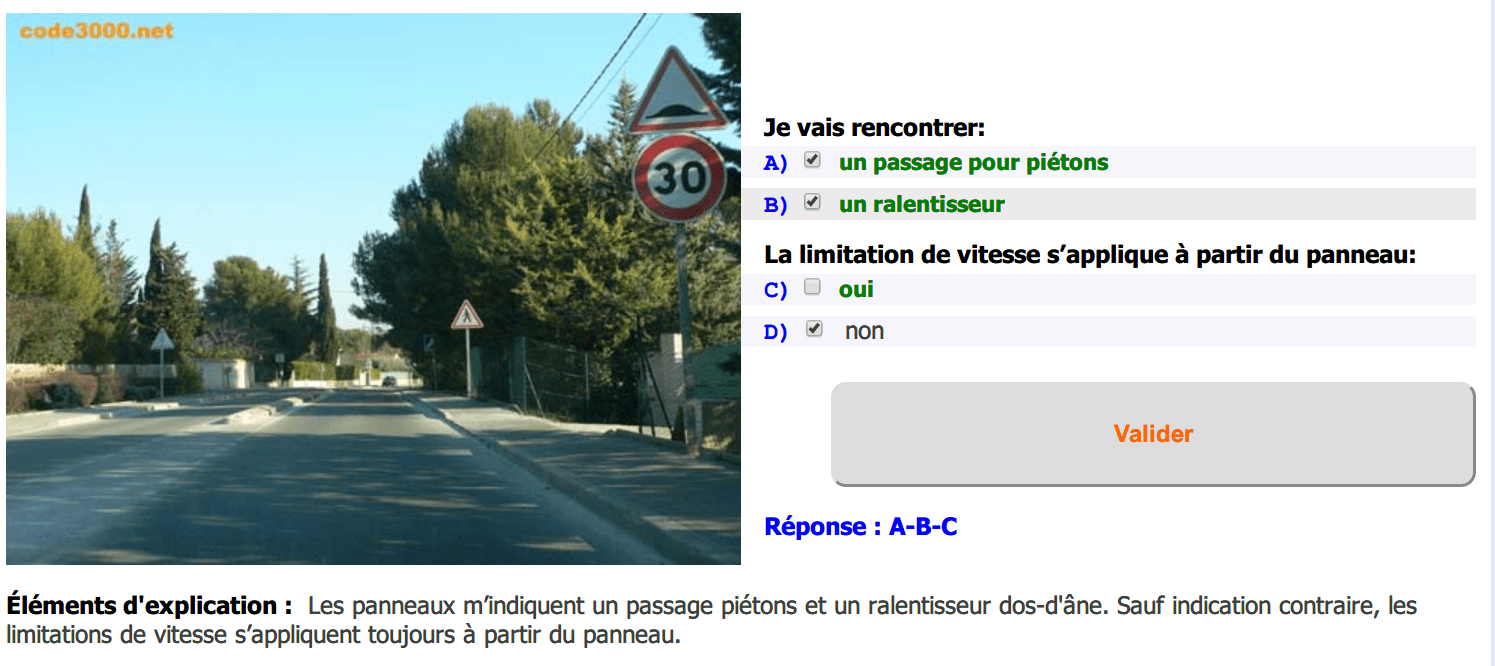 code3000.net
30
Je vais rencontrer:
A) un passage pour piétons
B) un ralentisseur
La limitation de vitesse s’applique à partir du panneau:
C) oui
D) non
Valider
Réponse : A-B-C
Éléments d'explication : Les panneaux m’indiquent un passage piétons et un ralentisseur dos-d'âne. Sauf indication contraire, les
limitations de vitesse s’appliquent toujours à partir du panneau.